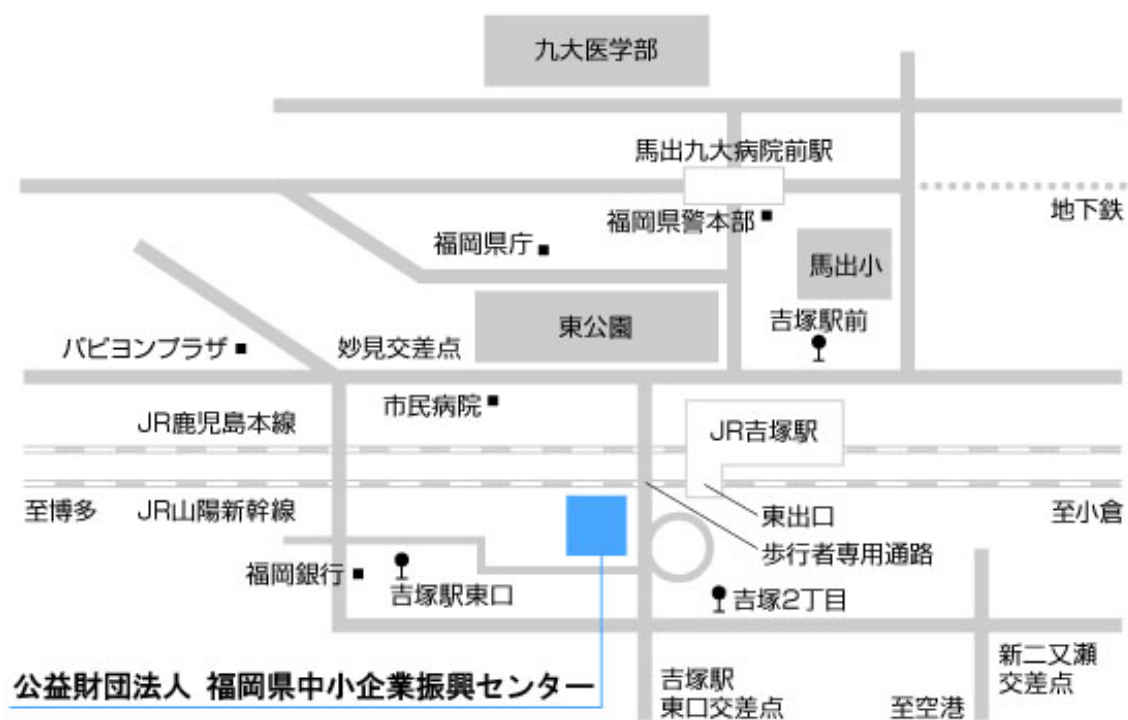 九大医学部
馬出九大病院前駅
地下鉄
福岡県警本部
福岡県庁
馬出小
吉塚駅前
東公園
パピヨンプラザ
妙見交差点
市民病院
JR鹿児島本線
JR吉塚駅
至博多
JR山陽新幹線
東出口
至小倉
歩行者専用通路
福岡銀行
吉塚駅東口
吉塚2丁目
公益財団法人 福岡県中小企業振興センター
吉塚駅
東口交差点
至空港
新二又瀬
交差点